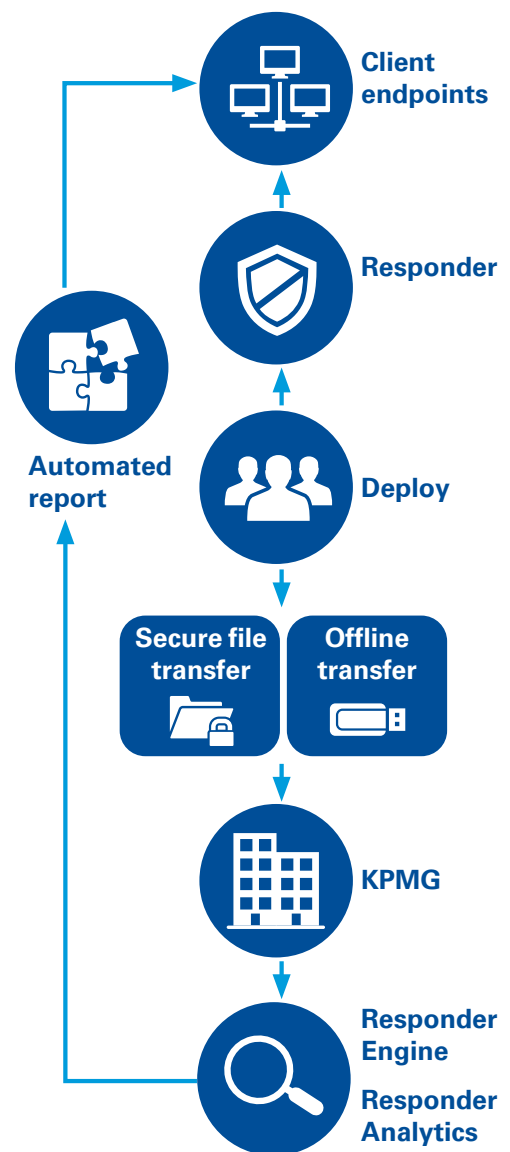 Client
endpoints
Responder
Automated
report
Deploy
Secure file
transfer
Offline
transfer
KPMG
Responder
Engine
Responder
Analytics